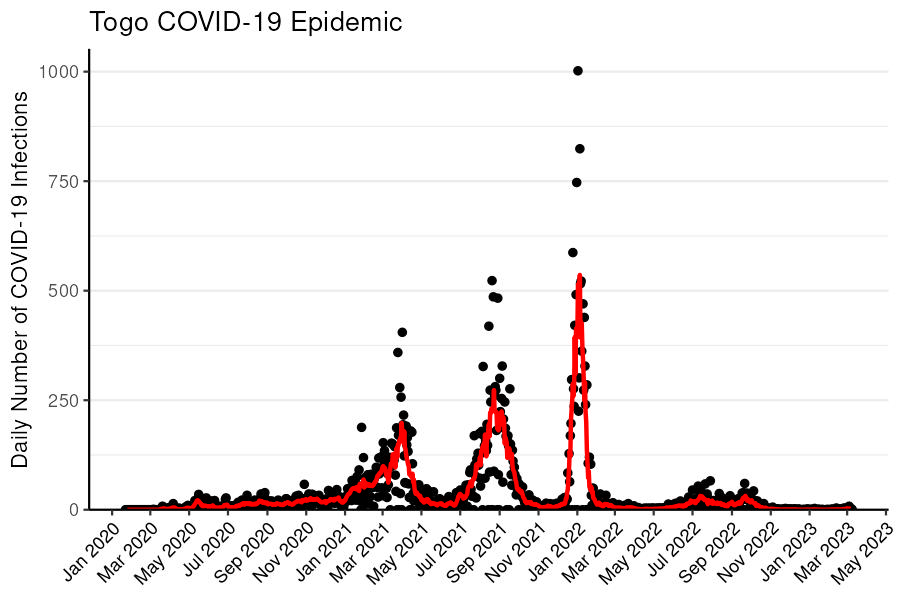 Togo COVID-19 Epidemic
Daily Number of COVID-19 Infections
1000
750
500
250
0
Jan 2020
Mar 2020
May 2020
Jul 2020
Sep 2020
Nov 2020
Jan 2021
Mar 2021
May 2021
Jul 2021
Sep 2021
Nov 2021
Jan 2022
Mar 2022
May 2022
Jul 2022
Sep 2022
Nov 2022
Jan 2023
Mar 2023
May 2023